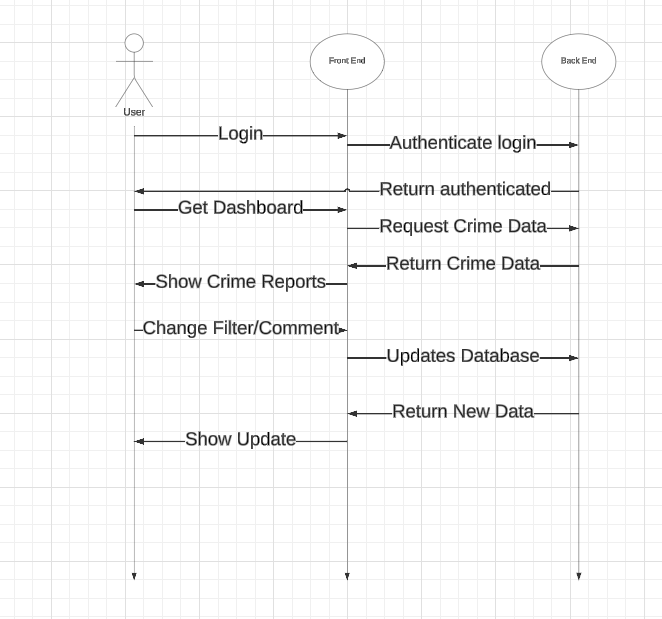 Front End
Back End
User
Login
Authenticate login
Return authenticated
Get Dashboard
Request Crime Data
Return Crime Data
Show Crime Reports
Change Filter/Comment
Updates Database
Return New Data
Show Update